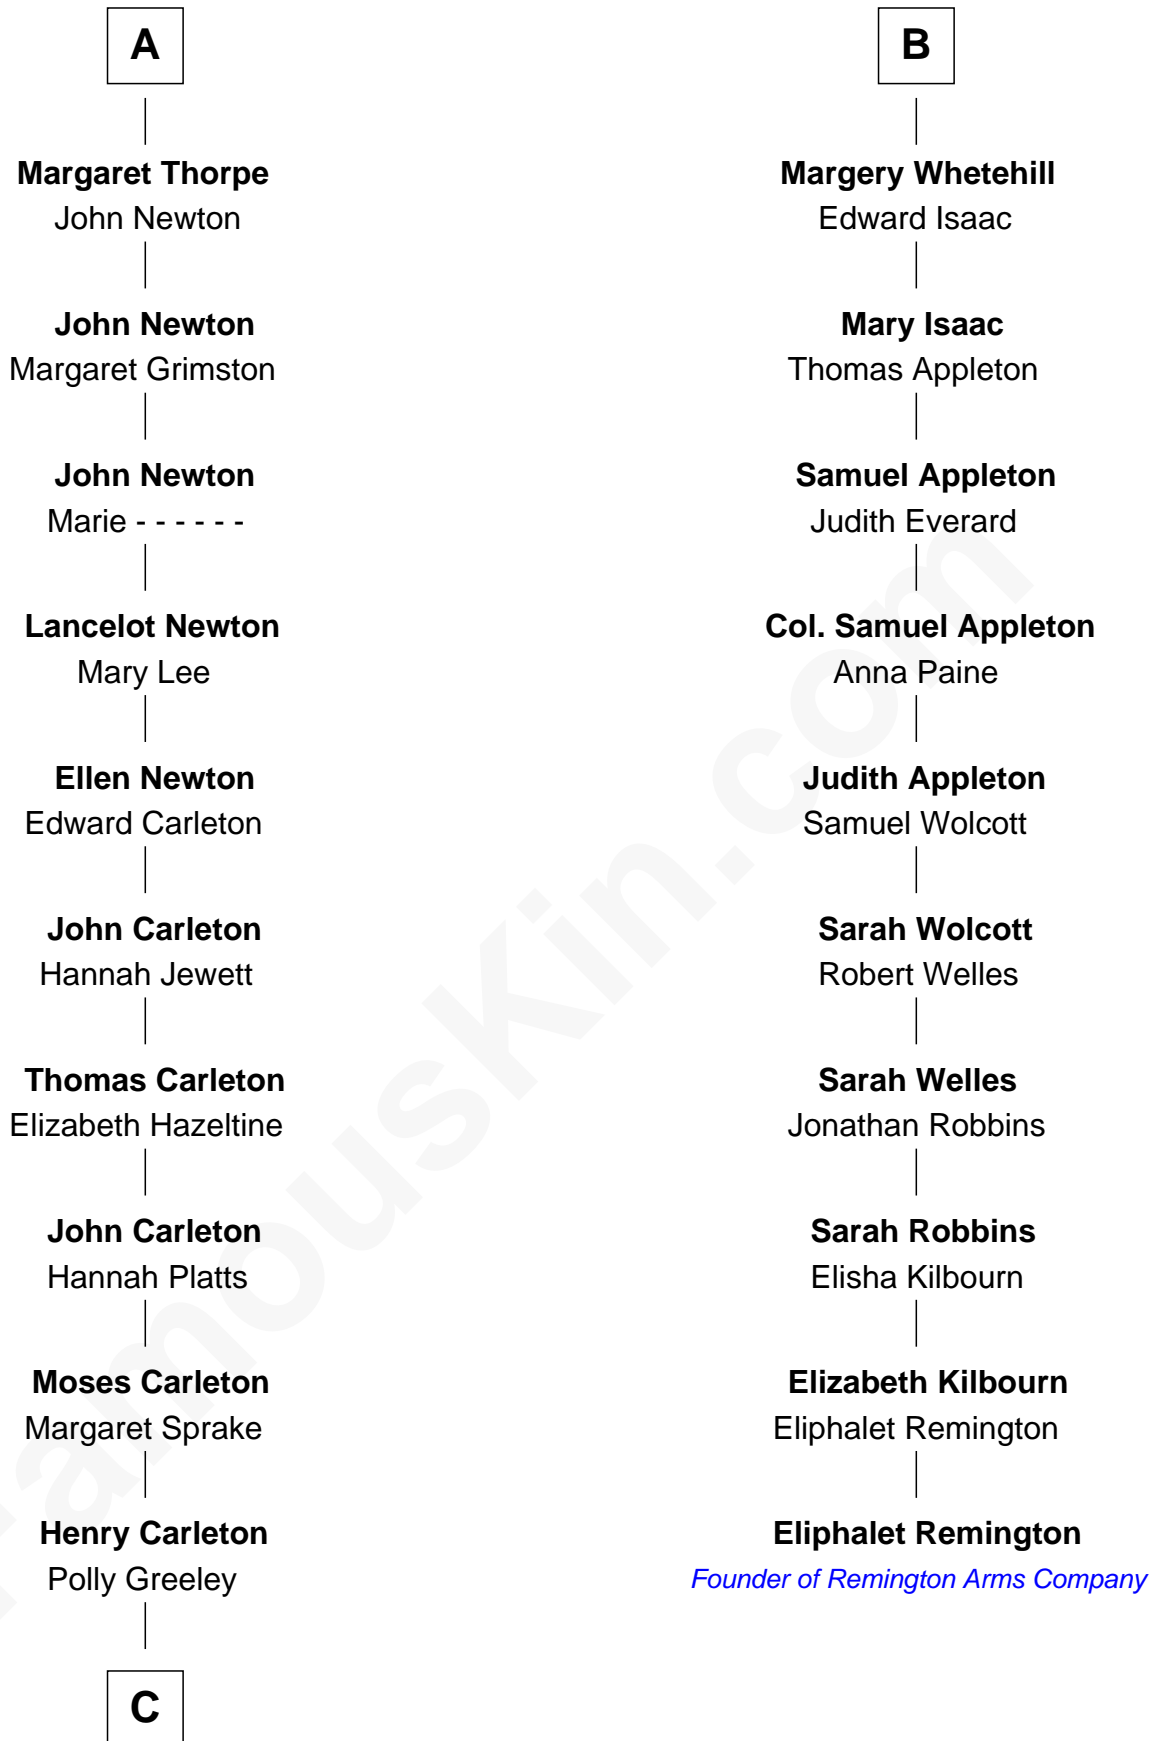 A
Margaret Thorpe
John Newton
John Newton
Margaret Grimston
John Newton
Marie - - - - - -
Lancelot Newton
Mary Lee
Ellen Newton
Edward Carleton
John Carleton
Hannah Jewett
Thomas Carleton
Elizabeth Hazeltine
John Carleton
Hannah Platts
Moses Carleton
Margaret Sprake
Henry Carleton
Polly Greeley
C
B
Margery Whetehill
Edward Isaac
Mary Isaac
Thomas Appleton
Samuel Appleton
Judith Everard
Col. Samuel Appleton
Anna Paine
Judith Appleton
Samuel Wolcott
Sarah Wolcott
Robert Welles
Sarah Welles
Jonathan Robbins
Sarah Robbins
Elisha Kilbourn
Elizabeth Kilbourn
Eliphalet Remington
Eliphalet Remington
Founder of Remington Arms Company
FamousKin.com